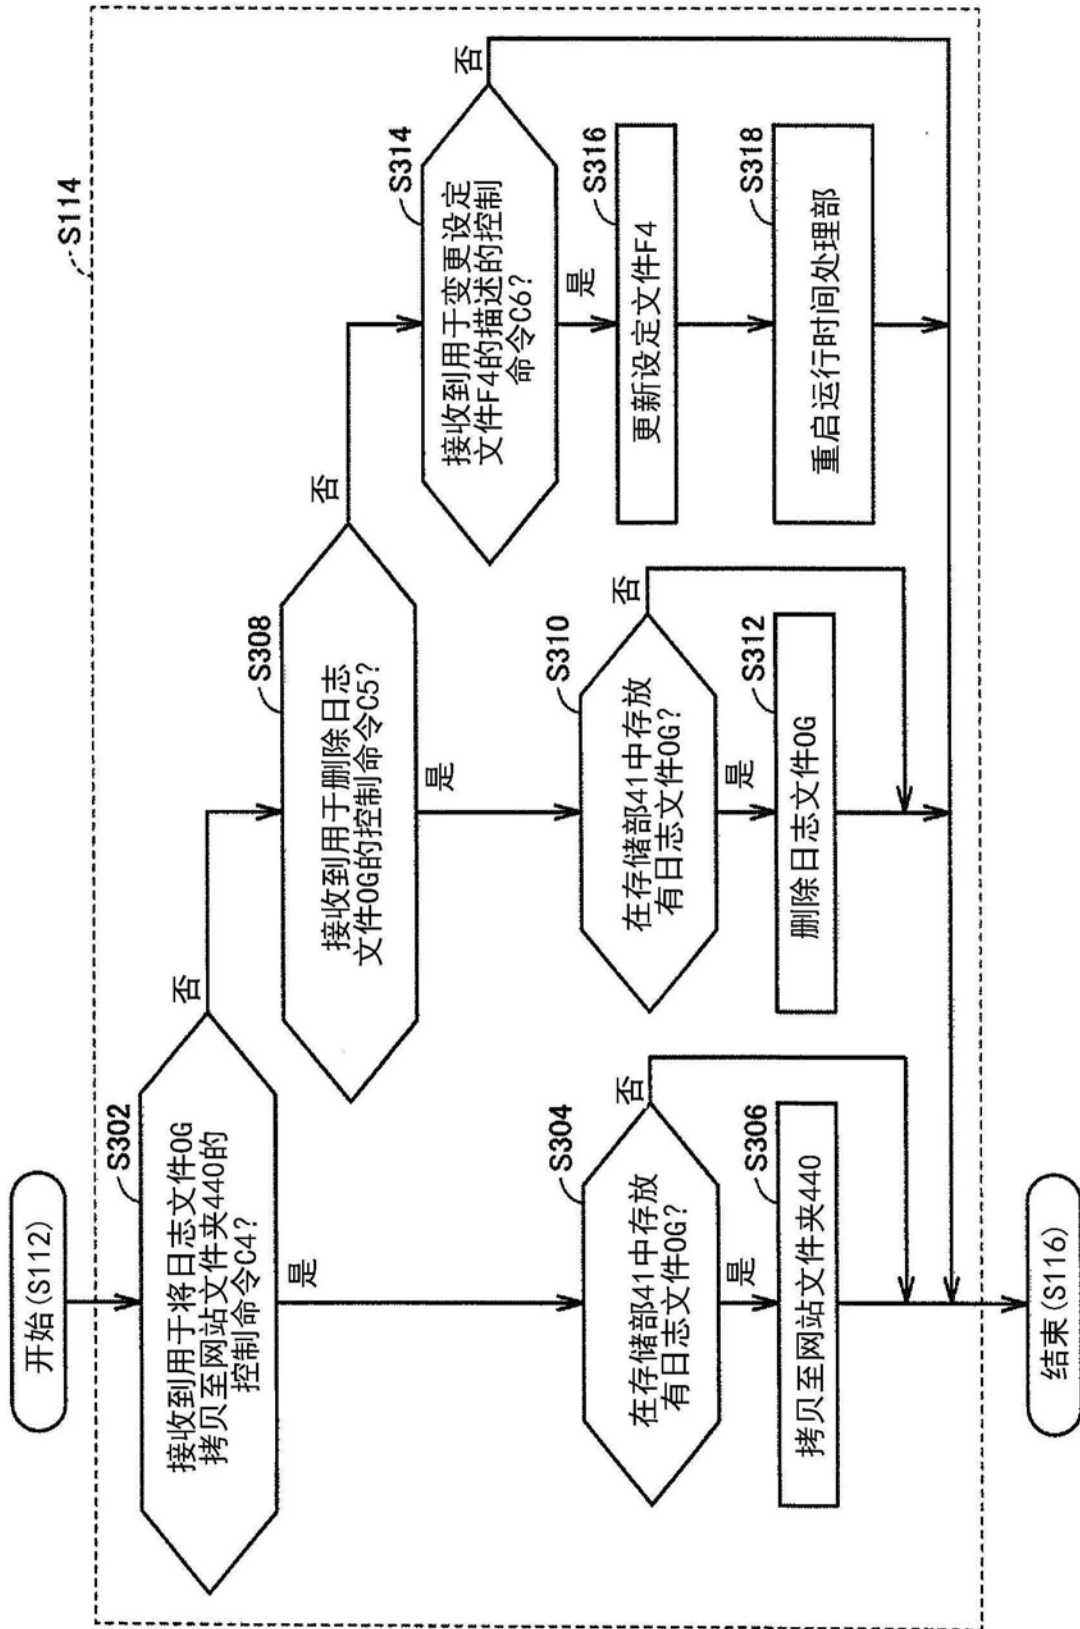 开始(S112)
S114
S302
接收到用于将日志文件OG
拷贝至网站文件夹440的
控制命令C4?
否
是
S308
接收到用于删除日志
文件OG的控制命令C5?
否
是
S314
接收到用于变更设定
文件F4的描述的控制
命令C6?
否
是
S304
在存储部41中存放
有日志文件OG?
否
是
S306
拷贝至网站文件夹440
S310
在存储部41中存放
有日志文件OG?
否
是
S312
删除日志文件OG
S316
更新设定文件F4
S318
重启运行时间处理部
结束(S116)